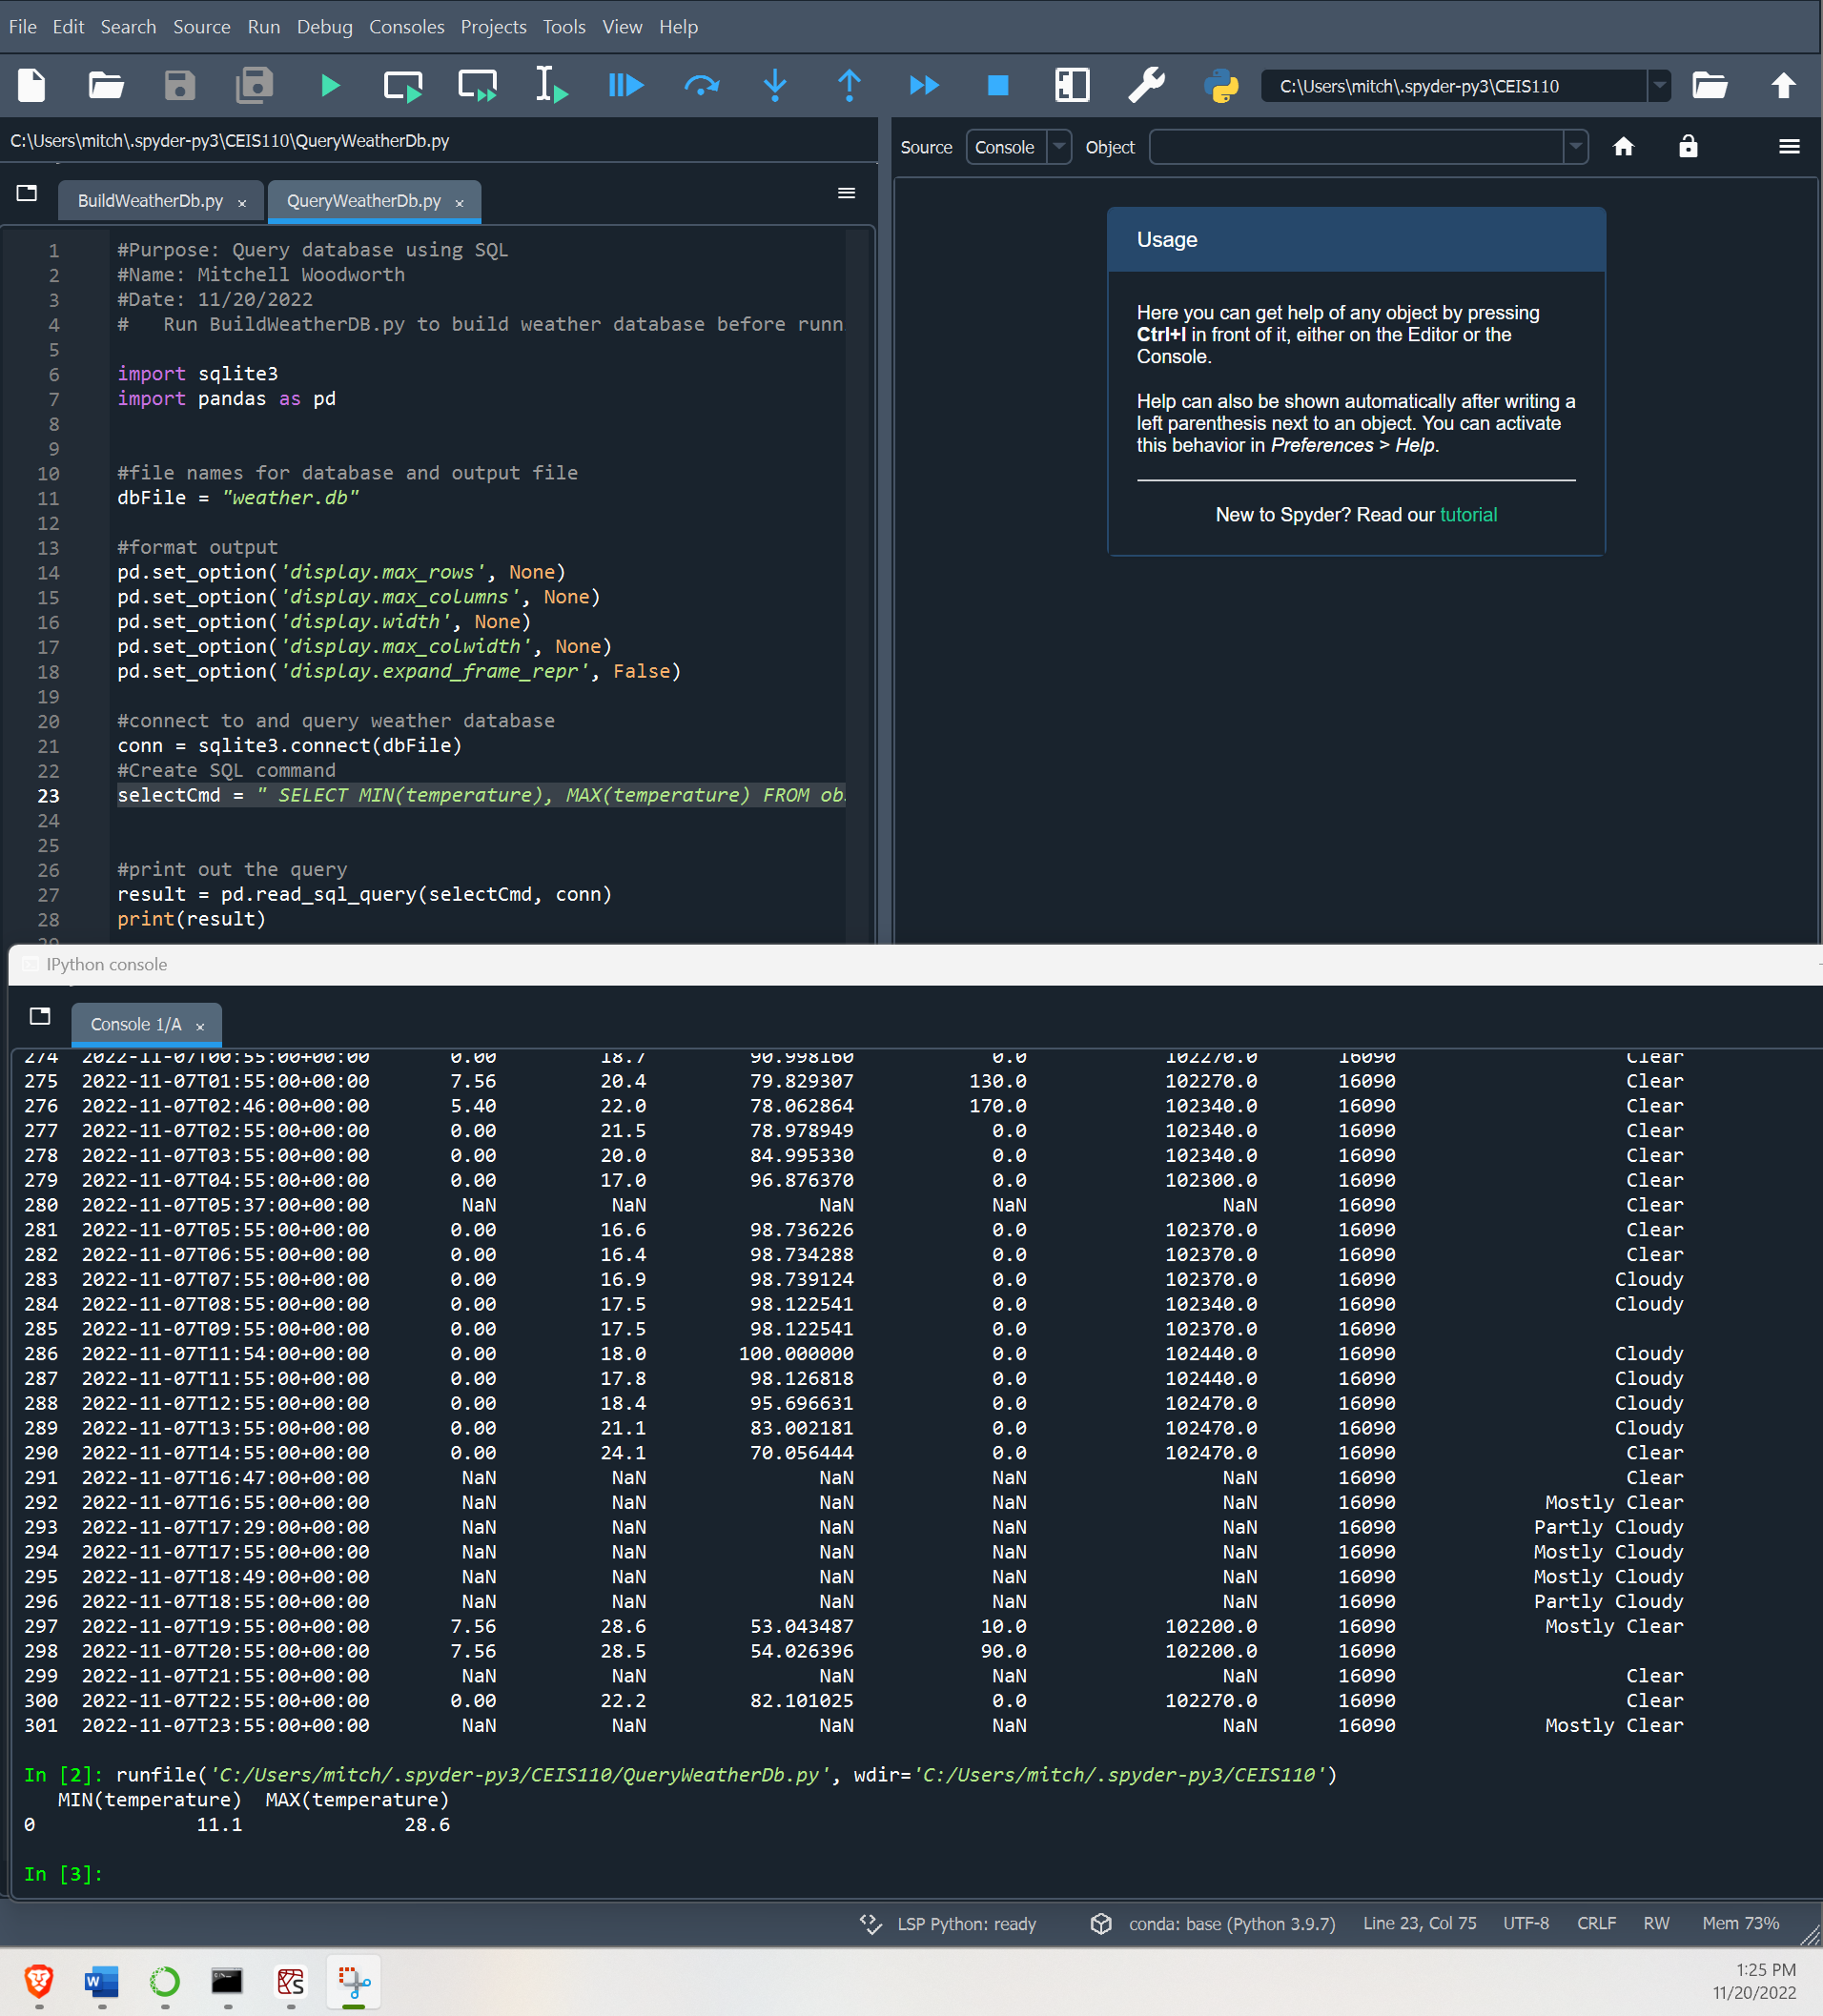 File Edit Search Source Run Debug Consoles Projects Tools View Help
C:\Users\mitch\.spyder-py3\CEIS110
C:\Users\mitch\.spyder-py3\CEIS110\QueryWeatherDb.py
Source Console Object
BuildWeatherDb.py × QueryWeatherDb.py ×
1 #Purpose: Query database using SQL
2 #Name: Mitchell Woodworth
3 #Date: 11/20/2022
4 #   Run BuildWeatherDB.py to build weather database before runn
5
6 import sqlite3
7 import pandas as pd
8
9
10 #file names for database and output file
11 dbFile = "weather.db"
12
13 #format output
14 pd.set_option('display.max_rows', None)
15 pd.set_option('display.max_columns', None)
16 pd.set_option('display.width', None)
17 pd.set_option('display.max_colwidth', None)
18 pd.set_option('display.expand_frame_repr', False)
19
20 #connect to and query weather database
21 conn = sqlite3.connect(dbFile)
22 #Create SQL command
23 selectCmd = " SELECT MIN(temperature), MAX(temperature) FROM ob
24
25
26 #print out the query
27 result = pd.read_sql_query(selectCmd, conn)
28 print(result)
29
Usage
Here you can get help of any object by pressing
Ctrl+I in front of it, either on the Editor or the
Console.
Help can also be shown automatically after writing a
left parenthesis next to an object. You can activate
this behavior in Preferences > Help.
New to Spyder? Read our tutorial
IPython console
Console 1/A ×
274 2022-11-07T00:55:00+00:00 0.00 18.7 90.998160 0.0 102270.0 16090 Clear
275 2022-11-07T01:55:00+00:00 7.56 20.4 79.829307 130.0 102270.0 16090 Clear
276 2022-11-07T02:46:00+00:00 5.40 22.0 78.062864 170.0 102340.0 16090 Clear
277 2022-11-07T02:55:00+00:00 0.00 21.5 78.978949 0.0 102340.0 16090 Clear
278 2022-11-07T03:55:00+00:00 0.00 20.0 84.995330 0.0 102340.0 16090 Clear
279 2022-11-07T04:55:00+00:00 0.00 17.0 96.876370 0.0 102300.0 16090 Clear
280 2022-11-07T05:37:00+00:00 NaN NaN NaN NaN NaN 16090 Clear
281 2022-11-07T05:55:00+00:00 0.00 16.6 98.736226 0.0 102370.0 16090 Clear
282 2022-11-07T06:55:00+00:00 0.00 16.4 98.734288 0.0 102370.0 16090 Clear
283 2022-11-07T07:55:00+00:00 0.00 16.9 98.739124 0.0 102370.0 16090 Cloudy
284 2022-11-07T08:55:00+00:00 0.00 17.5 98.122541 0.0 102340.0 16090 Cloudy
285 2022-11-07T09:55:00+00:00 0.00 17.5 98.122541 0.0 102370.0 16090
286 2022-11-07T11:54:00+00:00 0.00 18.0 100.000000 0.0 102440.0 16090 Cloudy
287 2022-11-07T11:55:00+00:00 0.00 17.8 98.126818 0.0 102440.0 16090 Cloudy
288 2022-11-07T12:55:00+00:00 0.00 18.4 95.696631 0.0 102470.0 16090 Cloudy
289 2022-11-07T13:55:00+00:00 0.00 21.1 83.002181 0.0 102470.0 16090 Cloudy
290 2022-11-07T14:55:00+00:00 0.00 24.1 70.056444 0.0 102470.0 16090 Clear
291 2022-11-07T16:47:00+00:00 NaN NaN NaN NaN NaN 16090 Clear
292 2022-11-07T16:55:00+00:00 NaN NaN NaN NaN NaN 16090 Mostly Clear
293 2022-11-07T17:29:00+00:00 NaN NaN NaN NaN NaN 16090 Partly Cloudy
294 2022-11-07T17:55:00+00:00 NaN NaN NaN NaN NaN 16090 Mostly Cloudy
295 2022-11-07T18:49:00+00:00 NaN NaN NaN NaN NaN 16090 Mostly Cloudy
296 2022-11-07T18:55:00+00:00 NaN NaN NaN NaN NaN 16090 Partly Cloudy
297 2022-11-07T19:55:00+00:00 7.56 28.6 53.043487 10.0 102200.0 16090 Mostly Clear
298 2022-11-07T20:55:00+00:00 7.56 28.5 54.026396 90.0 102200.0 16090
299 2022-11-07T21:55:00+00:00 NaN NaN NaN NaN NaN 16090 Clear
300 2022-11-07T22:55:00+00:00 0.00 22.2 82.101025 0.0 102270.0 16090 Clear
301 2022-11-07T23:55:00+00:00 NaN NaN NaN NaN NaN 16090 Mostly Clear
In [2]: runfile('C:/Users/mitch/.spyder-py3/CEIS110/QueryWeatherDb.py', wdir='C:/Users/mitch/.spyder-py3/CEIS110')
MIN(temperature) MAX(temperature)
0 11.1 28.6
In [3]:
LSP Python: ready conda: base (Python 3.9.7) Line 23, Col 75 UTF-8 CRLF RW Mem 73%
W S
1:25 PM
11/20/2022